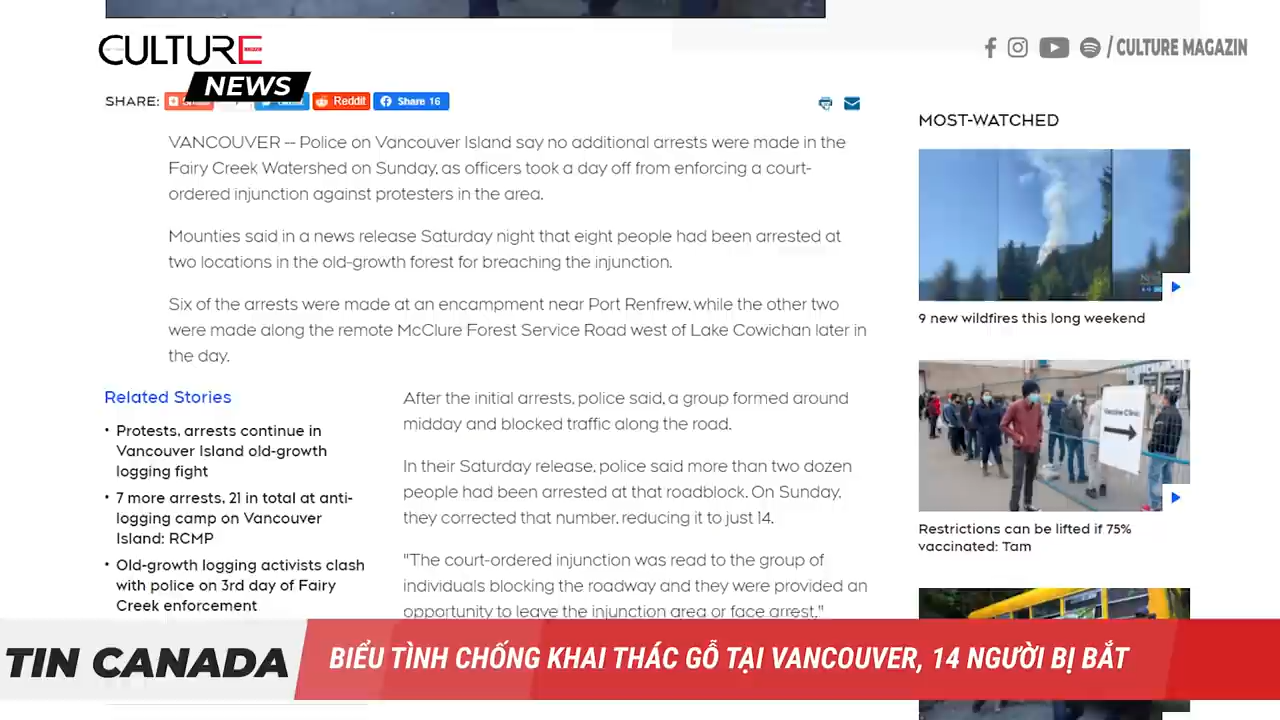 CULTURE
NEWS
/ CULTURE MAGAZIN
SHARE:
Reddit
Share 16
VANCOUVER -- Police on Vancouver Island say no additional arrests were made in the
Fairy Creek Watershed on Sunday, as officers took a day off from enforcing a court-
ordered injunction against protesters in the area.
Mounties said in a news release Saturday night that eight people had been arrested at
two locations in the old-growth forest for breaching the injunction.
Six of the arrests were made at an encampment near Port Renfrew, while the other two
were made along the remote McClure Forest Service Road west of Lake Cowichan later in
the day.
Related Stories
• Protests, arrests continue in
Vancouver Island old-growth
logging fight
• 7 more arrests, 21 in total at anti-
logging camp on Vancouver
Island: RCMP
• Old-growth logging activists clash
with police on 3rd day of Fairy
Creek enforcement
After the initial arrests, police said, a group formed around
midday and blocked traffic along the road.
In their Saturday release, police said more than two dozen
people had been arrested at that roadblock. On Sunday,
they corrected that number, reducing it to just 14.
"The court-ordered injunction was read to the group of
individuals blocking the roadway and they were provided an
opportunity to leave the injunction area or face arrest,"
MOST-WATCHED
9 new wildfires this long weekend
Vaccine Clinic
Restrictions can be lifted if 75%
vaccinated: Tam
TIN CANADA
BIỂU TÌNH CHỐNG KHAI THÁC GỖ TẠI VANCOUVER, 14 NGƯỜI BỊ BẮT